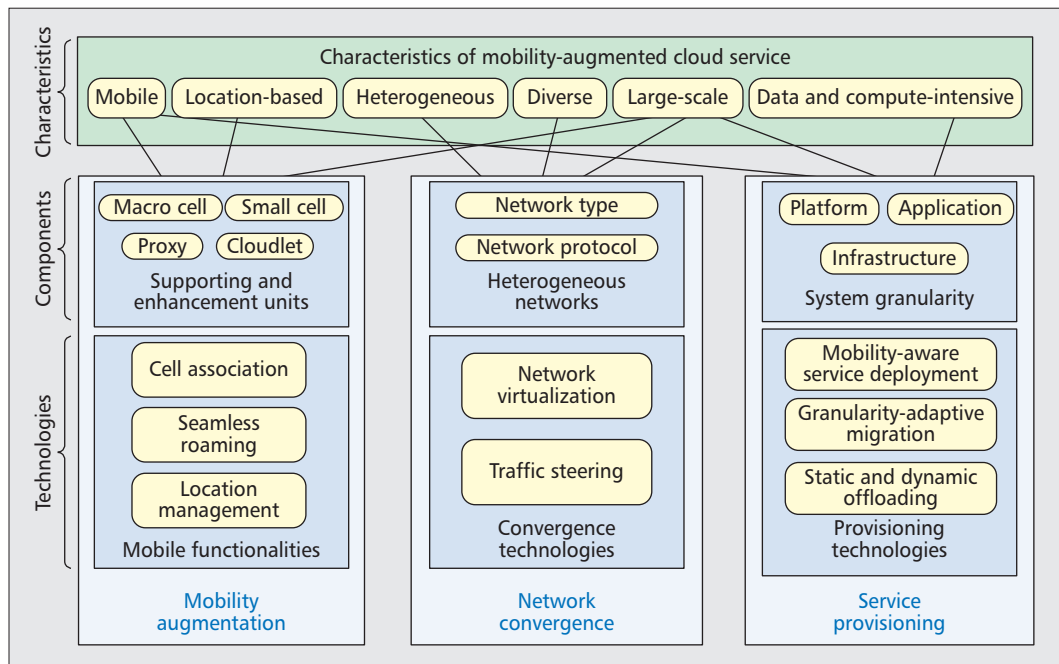 Characteristics
Characteristics of mobility-augmented cloud service
Mobile
Location-based
Heterogeneous
Diverse
Large-scale
Data and compute-intensive
Components
Macro cell
Small cell
Proxy
Cloudlet
Supporting and
enhancement units
Network type
Network protocol
Heterogeneous
networks
Platform
Application
Infrastructure
System granularity
Technologies
Cell association
Seamless
roaming
Location
management
Mobile functionalities
Network
virtualization
Traffic steering
Convergence
technologies
Mobility-aware
service deployment
Granularity-adaptive
migration
Static and dynamic
offloading
Provisioning
technologies
Mobility
augmentation
Network
convergence
Service
provisioning